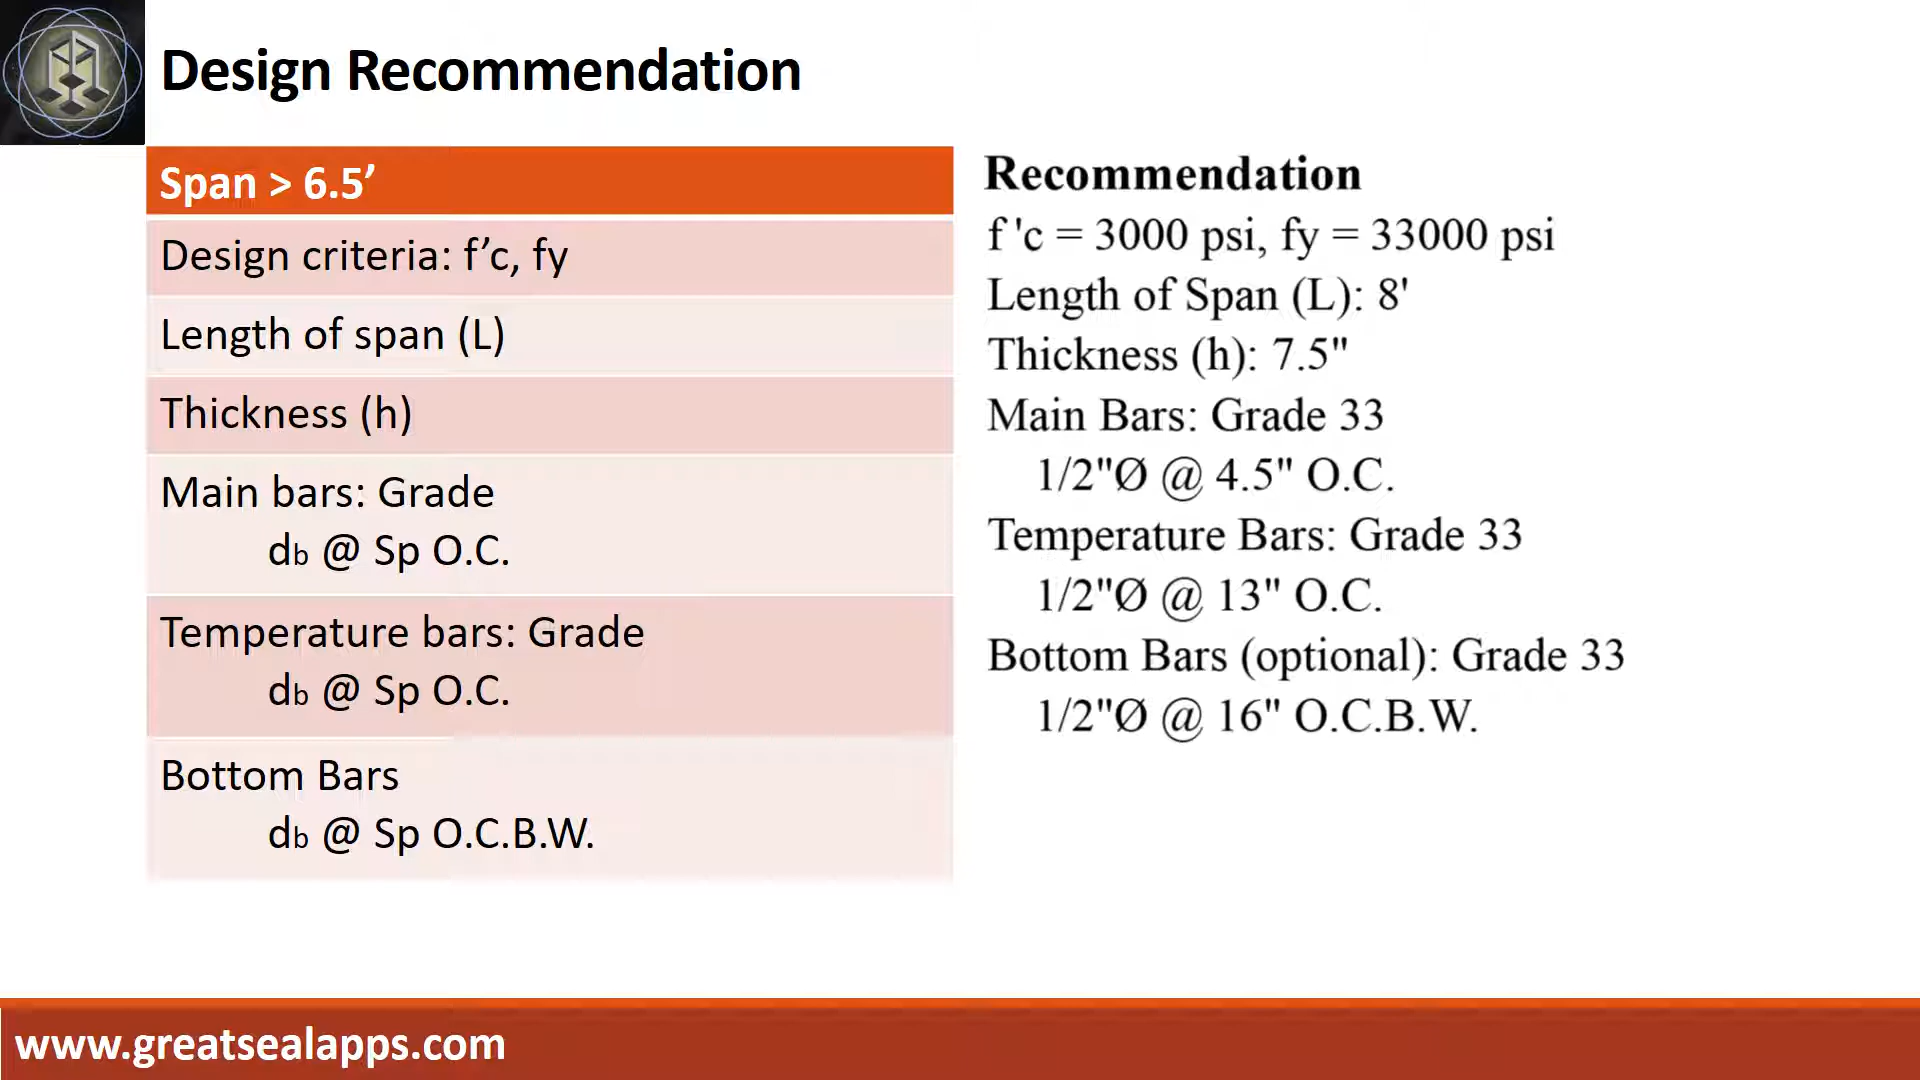 Design Recommendation
Span > 6.5’
Design criteria: f’c, fy
Length of span (L)
Thickness (h)
Main bars: Grade
db @ Sp O.C.
Temperature bars: Grade
db @ Sp O.C.
Bottom Bars
db @ Sp O.C.B.W.
Recommendation
f 'c = 3000 psi, fy = 33000 psi
Length of Span (L): 8'
Thickness (h): 7.5"
Main Bars: Grade 33
1/2"Ø @ 4.5" O.C.
Temperature Bars: Grade 33
1/2"Ø @ 13" O.C.
Bottom Bars (optional): Grade 33
1/2"Ø @ 16" O.C.B.W.
www.greatsealapps.com